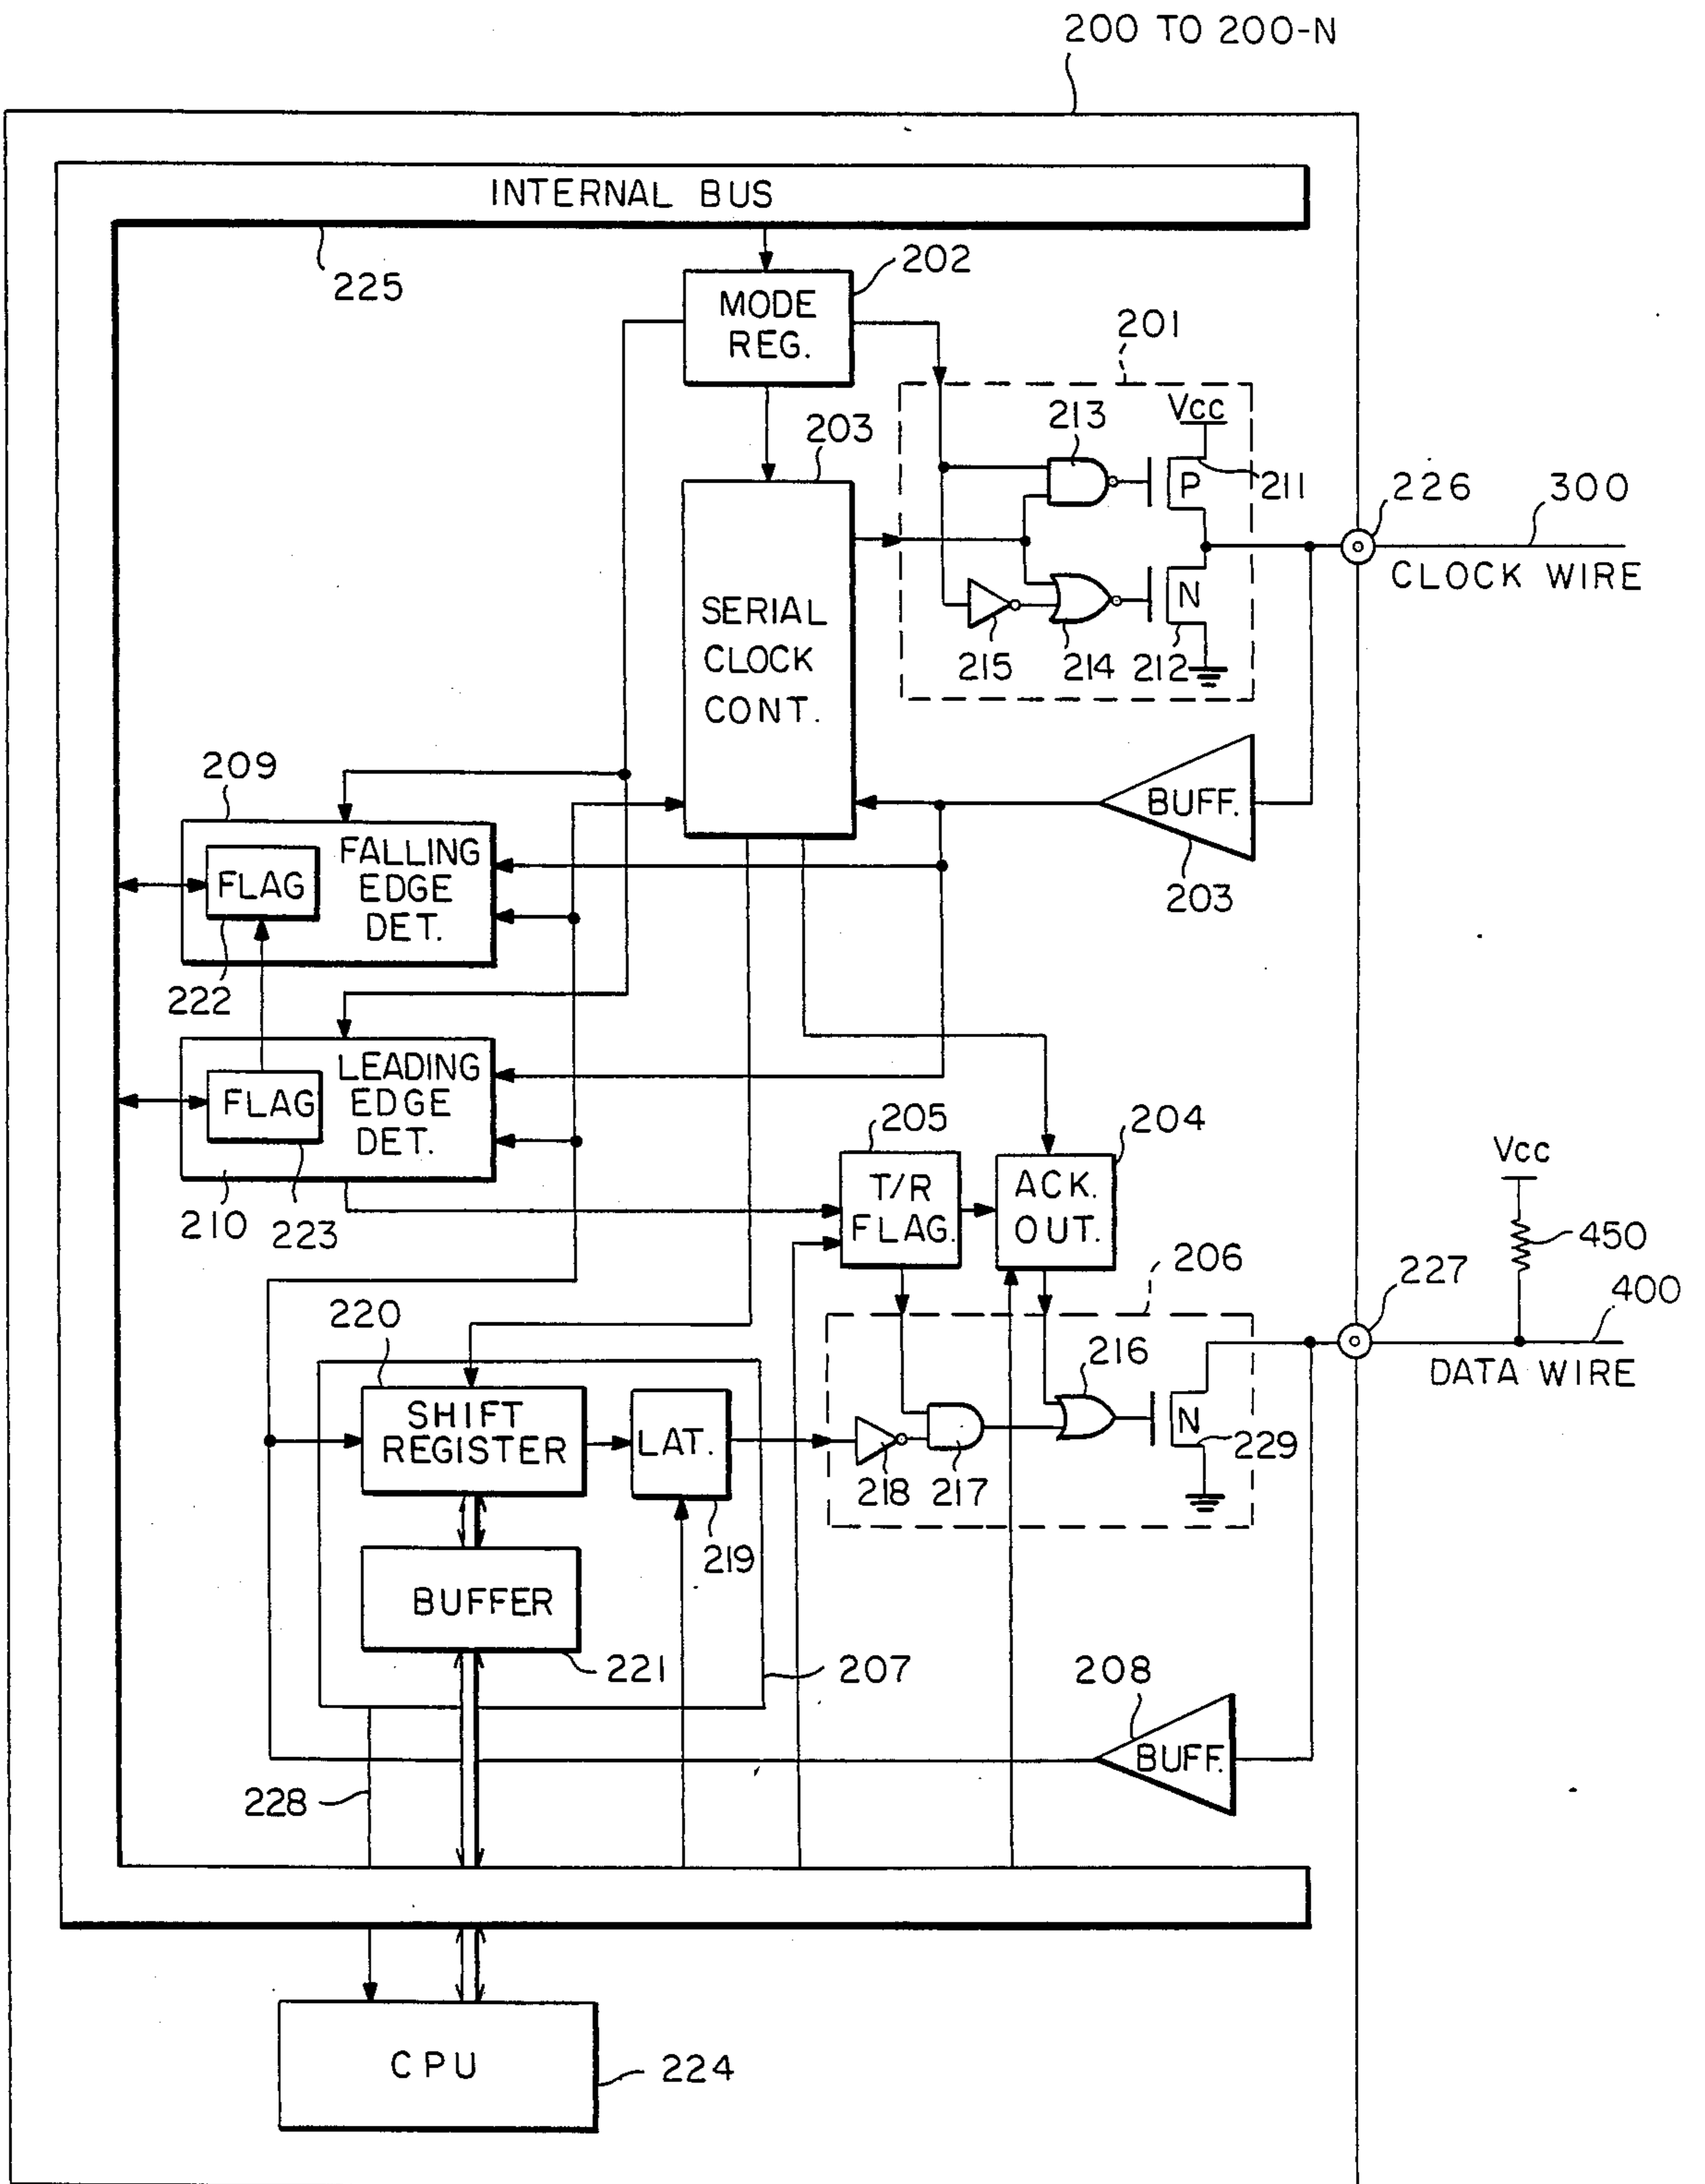 200 TO 200-N
INTERNAL BUS
225
202
MODE
REG.
201
213
Vcc
203
P
211
226
300
CLOCK WIRE
SERIAL
CLOCK
CONT.
N
215
214
212
209
FALLING
EDGE
DET.
FLAG
BUFF.
203
222
LEADING
EDGE
DET.
FLAG
210
223
205
204
T/R
FLAG.
ACK.
OUT.
Vcc
450
206
227
400
DATA WIRE
220
SHIFT
REGISTER
LAT.
216
N
229
218
217
219
BUFFER
221
207
208
BUFF.
228
CPU
224